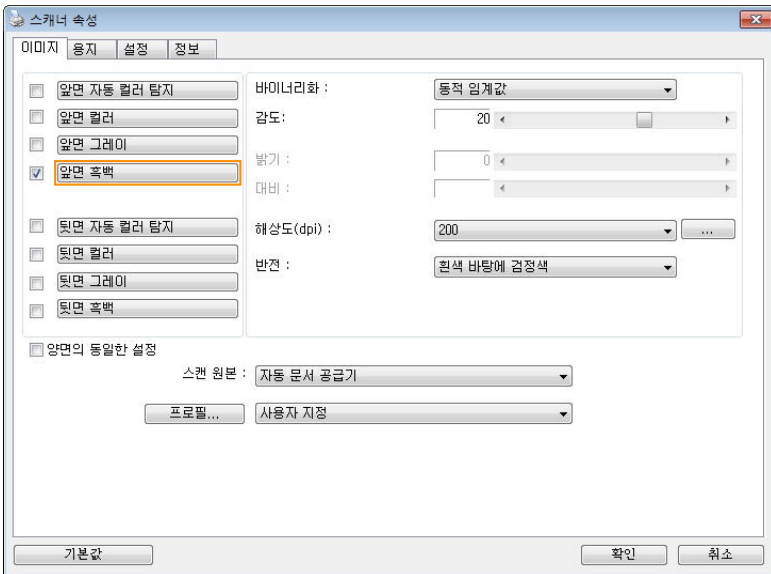 스캐너 속성
이미지 용지 설정 정보
앞면 자동 컬러 탐지
앞면 컬러
앞면 그레이
앞면 흑백
뒷면 자동 컬러 탐지
뒷면 컬러
뒷면 그레이
뒷면 흑백
바이너리화 : 동적 임계값
감도: 20
밝기 : 0
대비 :
해상도(dpi) : 200 ...
반전 : 흰색 바탕에 검정색
양면의 동일한 설정
스캔 원본 : 자동 문서 공급기
프로필... 사용자 지정
기본값 확인 취소